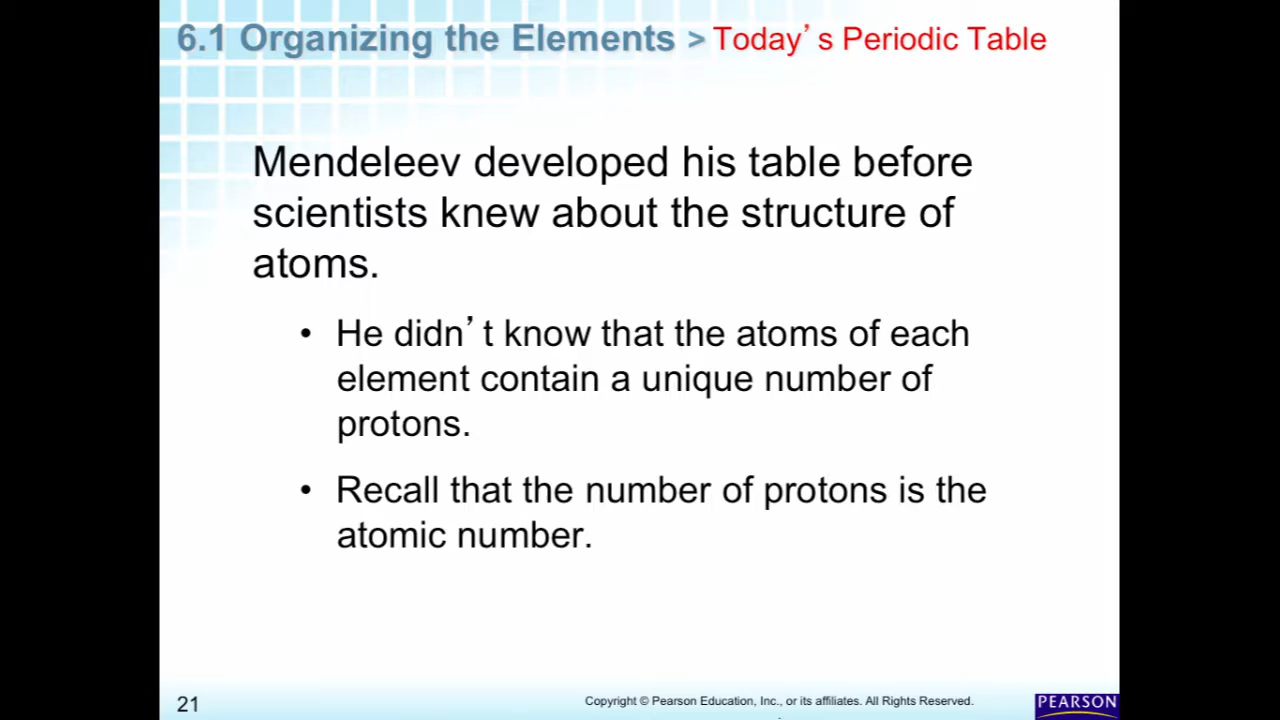 6.1 Organizing the Elements > Today’s Periodic Table
Mendeleev developed his table before
scientists knew about the structure of
atoms.
• He didn’t know that the atoms of each
element contain a unique number of
protons.
• Recall that the number of protons is the
atomic number.
21
Copyright © Pearson Education, Inc., or its affiliates. All Rights Reserved.
PEARSON